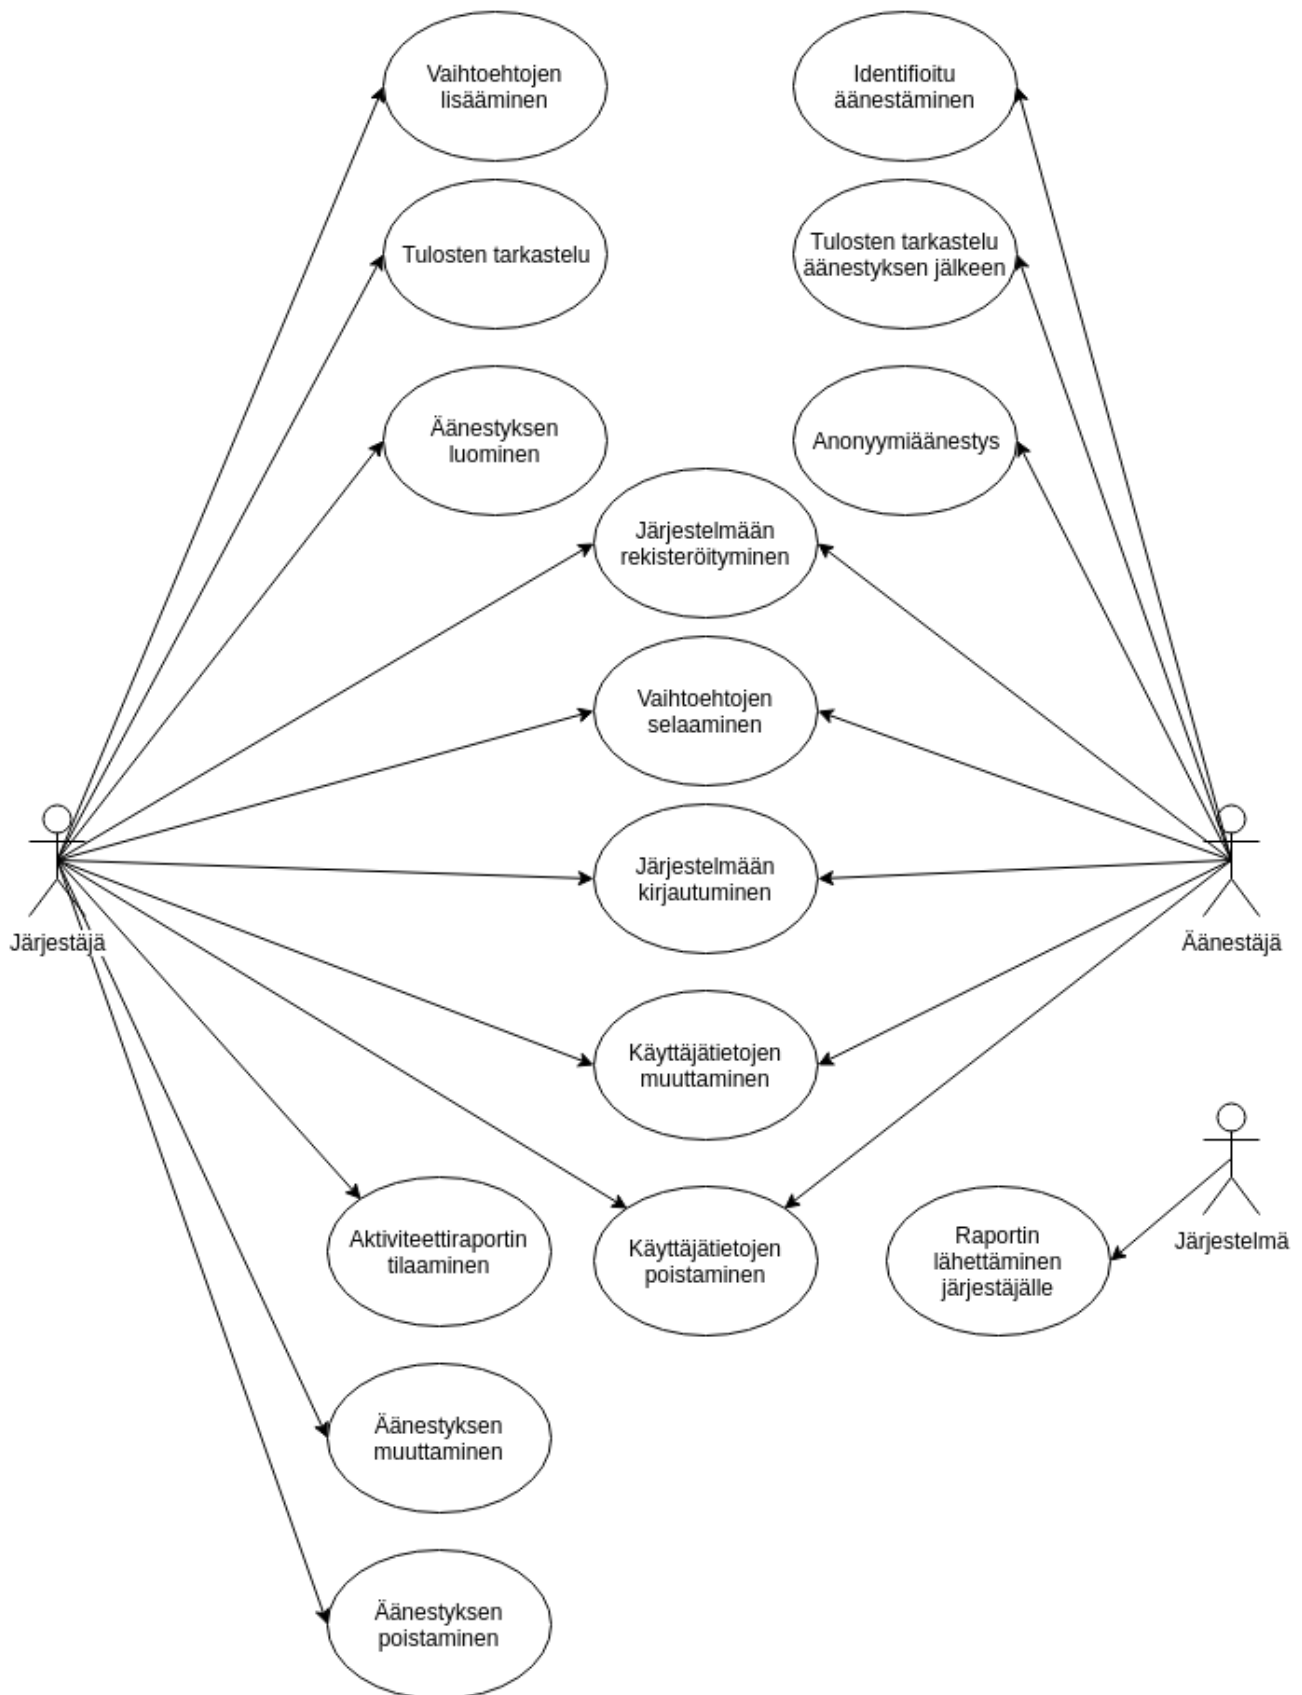 Vaihtoehtojen
lisääminen
Identifioitu
äänestäminen
Tulosten tarkastelu
Tulosten tarkastelu
äänestyksen jälkeen
Äänestyksen
luominen
Anonyymiäänestys
Järjestelmään
rekisteröityminen
Vaihtoehtojen
selaaminen
Järjestelmään
kirjautuminen
Järjestäjä
Äänestäjä
Käyttäjätietojen
muuttaminen
Aktiviteettiraportin
tilaaminen
Käyttäjätietojen
poistaminen
Raportin
lähettäminen
järjestäjälle
Järjestelmä
Äänestyksen
muuttaminen
Äänestyksen
poistaminen